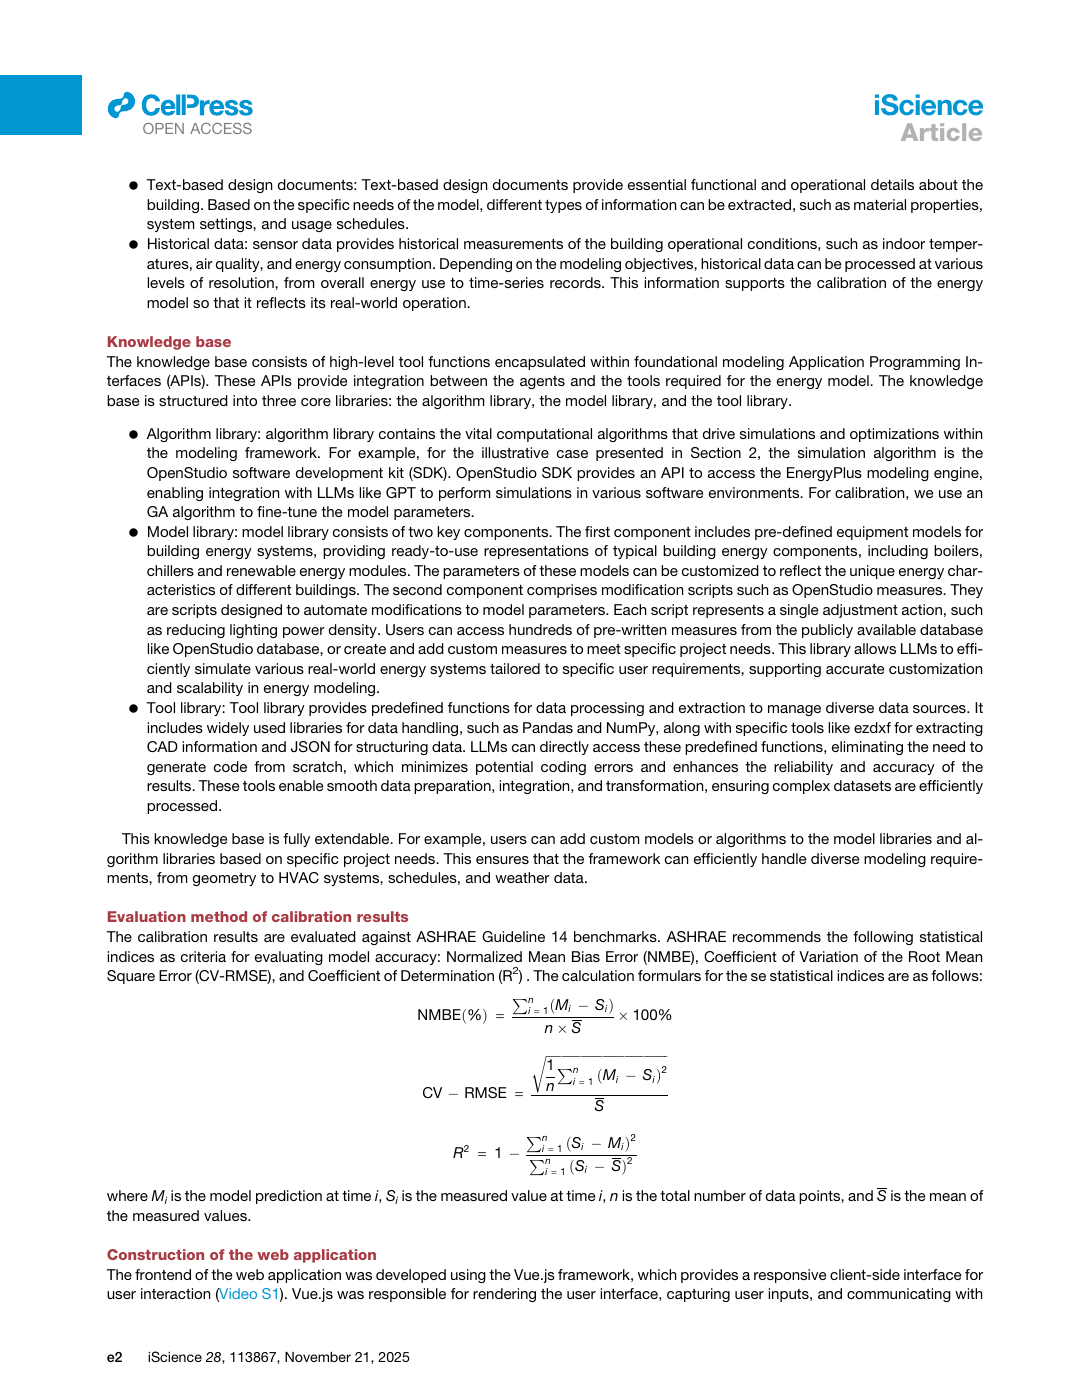 CellPress
OPEN ACCESS
iScience
Article
● Text-based design documents: Text-based design documents provide essential functional and operational details about the
building. Based on the specific needs of the model, different types of information can be extracted, such as material properties,
system settings, and usage schedules.
● Historical data: sensor data provides historical measurements of the building operational conditions, such as indoor temper-
atures, air quality, and energy consumption. Depending on the modeling objectives, historical data can be processed at various
levels of resolution, from overall energy use to time-series records. This information supports the calibration of the energy
model so that it reflects its real-world operation.
Knowledge base
The knowledge base consists of high-level tool functions encapsulated within foundational modeling Application Programming In-
terfaces (APIs). These APIs provide integration between the agents and the tools required for the energy model. The knowledge
base is structured into three core libraries: the algorithm library, the model library, and the tool library.
● Algorithm library: algorithm library contains the vital computational algorithms that drive simulations and optimizations within
the modeling framework. For example, for the illustrative case presented in Section 2, the simulation algorithm is the
OpenStudio software development kit (SDK). OpenStudio SDK provides an API to access the EnergyPlus modeling engine,
enabling integration with LLMs like GPT to perform simulations in various software environments. For calibration, we use an
GA algorithm to fine-tune the model parameters.
● Model library: model library consists of two key components. The first component includes pre-defined equipment models for
building energy systems, providing ready-to-use representations of typical building energy components, including boilers,
chillers and renewable energy modules. The parameters of these models can be customized to reflect the unique energy char-
acteristics of different buildings. The second component comprises modification scripts such as OpenStudio measures. They
are scripts designed to automate modifications to model parameters. Each script represents a single adjustment action, such
as reducing lighting power density. Users can access hundreds of pre-written measures from the publicly available database
like OpenStudio database, or create and add custom measures to meet specific project needs. This library allows LLMs to effi-
ciently simulate various real-world energy systems tailored to specific user requirements, supporting accurate customization
and scalability in energy modeling.
● Tool library: Tool library provides predefined functions for data processing and extraction to manage diverse data sources. It
includes widely used libraries for data handling, such as Pandas and NumPy, along with specific tools like ezdxf for extracting
CAD information and JSON for structuring data. LLMs can directly access these predefined functions, eliminating the need to
generate code from scratch, which minimizes potential coding errors and enhances the reliability and accuracy of the
results. These tools enable smooth data preparation, integration, and transformation, ensuring complex datasets are efficiently
processed.
This knowledge base is fully extendable. For example, users can add custom models or algorithms to the model libraries and al-
gorithm libraries based on specific project needs. This ensures that the framework can efficiently handle diverse modeling require-
ments, from geometry to HVAC systems, schedules, and weather data.
Evaluation method of calibration results
The calibration results are evaluated against ASHRAE Guideline 14 benchmarks. ASHRAE recommends the following statistical
indices as criteria for evaluating model accuracy: Normalized Mean Bias Error (NMBE), Coefficient of Variation of the Root Mean
Square Error (CV-RMSE), and Coefficient of Determination (R²) . The calculation formulars for the se statistical indices are as follows:
NMBE(%) = ∑ⁿᵢ₌₁(Mᵢ − Sᵢ) / (n × S̅) × 100%
CV − RMSE = √(1/n ∑ⁿᵢ₌₁ (Mᵢ − Sᵢ)²) / S̅
R² = 1 − ∑ⁿᵢ₌₁ (Sᵢ − Mᵢ)² / ∑ⁿᵢ₌₁ (Sᵢ − S̅)²
where Mᵢ is the model prediction at time i, Sᵢ is the measured value at time i, n is the total number of data points, and S̅ is the mean of
the measured values.
Construction of the web application
The frontend of the web application was developed using the Vue.js framework, which provides a responsive client-side interface for
user interaction (Video S1). Vue.js was responsible for rendering the user interface, capturing user inputs, and communicating with
e2 iScience 28, 113867, November 21, 2025